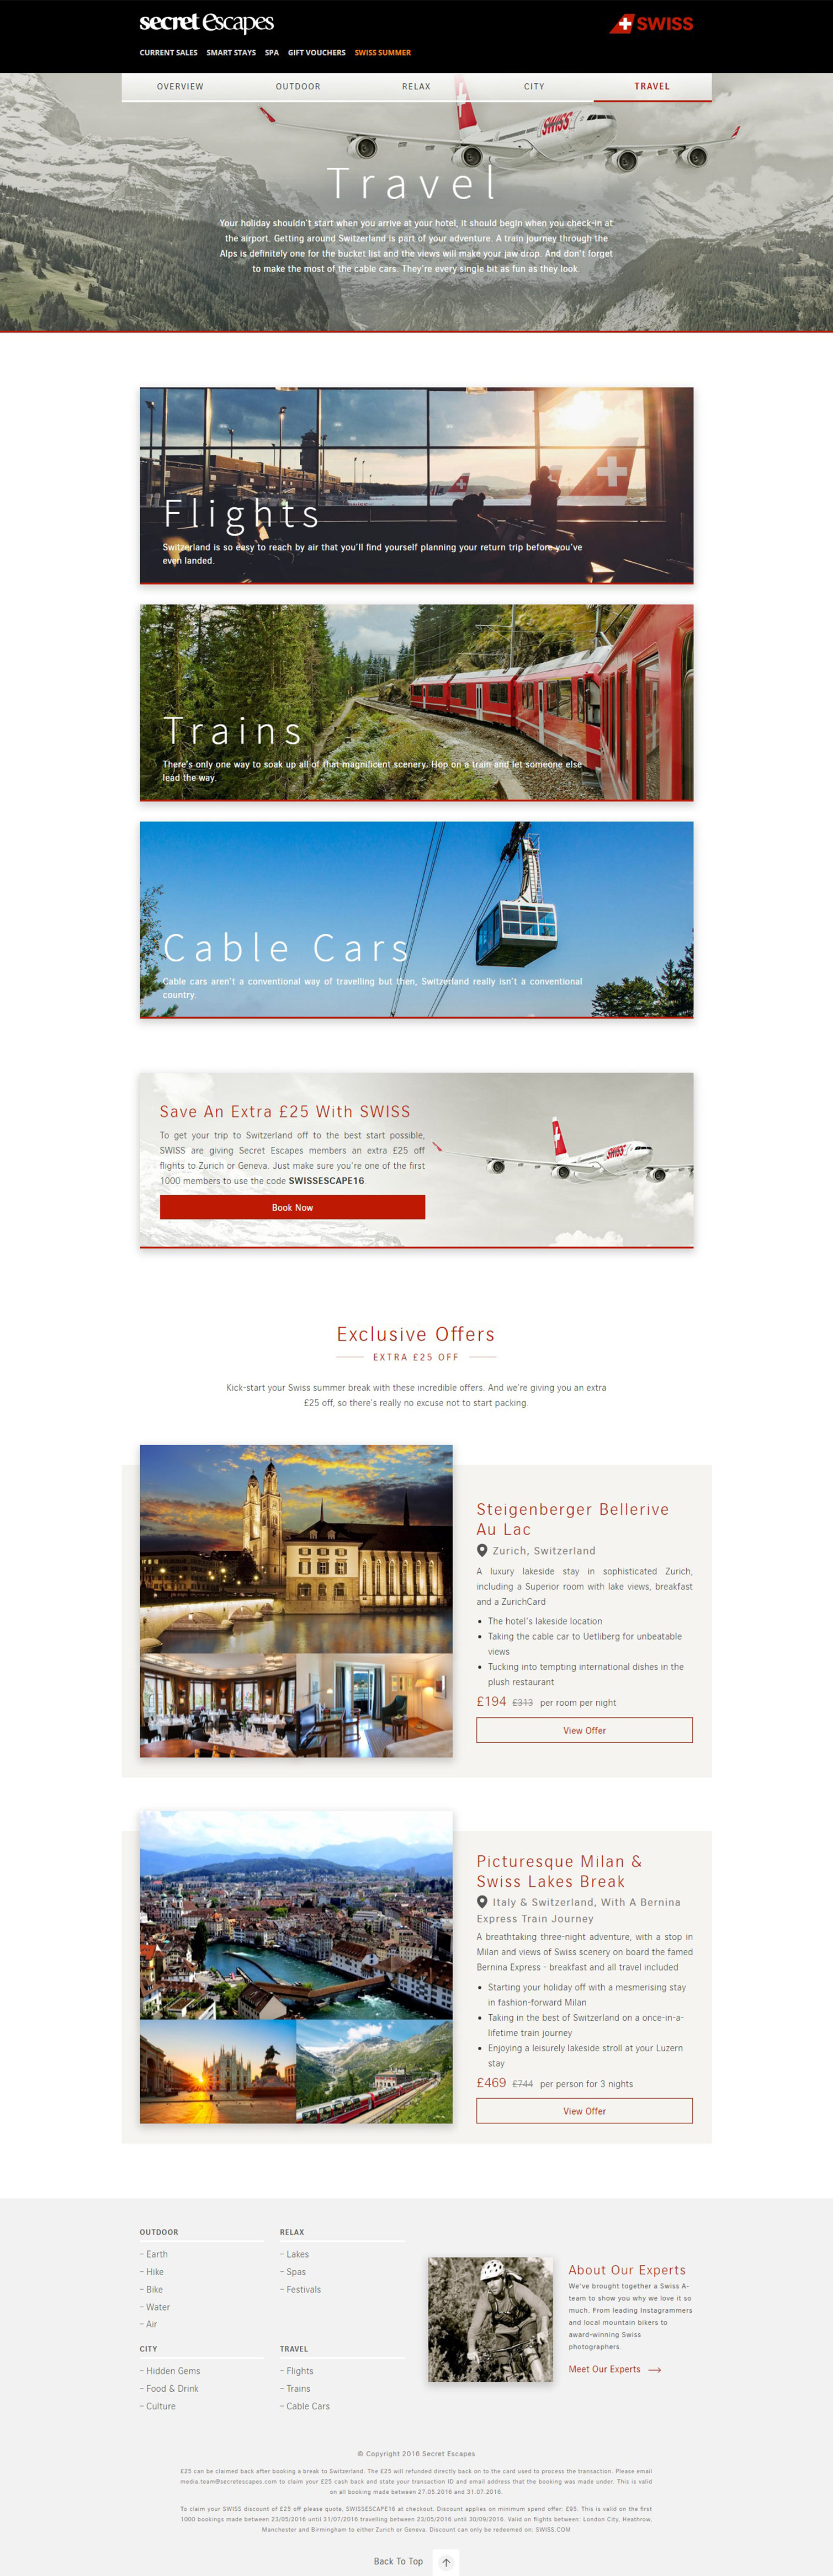 secret Escapes
SWISS
CURRENT SALES SMART STAYS SPA GIFT VOUCHERS SWISS SUMMER
OVERVIEW OUTDOOR RELAX CITY TRAVEL
SWISS
Travel
Your holiday shouldn't start when you arrive at your hotel, it should begin when you check-in at
the airport. Getting around Switzerland is part of your adventure. A train journey through the
Alps is definitely one for the bucket list and the views will make your jaw drop. And don't forget
to make the most of the cable cars. They're every single bit as fun as they look.
Flights
Switzerland is so easy to reach by air that you'll find yourself planning your return trip before you've
even landed.
Trains
There's only one way to soak up all of that magnificent scenery. Hop on a train and let someone else
lead the way.
Cable Cars
Cable cars aren't a conventional way of travelling but then, Switzerland really isn't a conventional
country.
Save An Extra £25 With SWISS
To get your trip to Switzerland off to the best start possible,
SWISS are giving Secret Escapes members an extra £25 off
flights to Zurich or Geneva. Just make sure you're one of the first
1000 members to use the code SWISSESCAPE16.
Book Now
SWISS
Exclusive Offers
EXTRA £25 OFF
Kick-start your Swiss summer break with these incredible offers. And we're giving you an extra
£25 off, so there's really no excuse not to start packing.
Steigenberger Bellerive
Au Lac
Zurich, Switzerland
A luxury lakeside stay in sophisticated Zurich,
including a Superior room with lake views, breakfast
and a ZurichCard
• The hotel's lakeside location
• Taking the cable car to Uetliberg for unbeatable
views
• Tucking into tempting international dishes in the
plush restaurant
£194 £313 per room per night
View Offer
Picturesque Milan &
Swiss Lakes Break
Italy & Switzerland, With A Bernina
Express Train Journey
A breathtaking three-night adventure, with a stop in
Milan and views of Swiss scenery on board the famed
Bernina Express - breakfast and all travel included
• Starting your holiday off with a mesmerising stay
in fashion-forward Milan
• Taking in the best of Switzerland on a once-in-a-
lifetime train journey
• Enjoying a leisurely lakeside stroll at your Luzern
stay
£469 £744 per person for 3 nights
View Offer
OUTDOOR
– Earth
– Hike
– Bike
– Water
– Air
RELAX
– Lakes
– Spas
– Festivals
CITY
– Hidden Gems
– Food & Drink
– Culture
TRAVEL
– Flights
– Trains
– Cable Cars
About Our Experts
We've brought together a Swiss A-
team to show you why we love it so
much. From leading Instagrammers
and local mountain bikers to
award-winning Swiss
photographers.
Meet Our Experts
© Copyright 2016 Secret Escapes
£25 can be claimed back after booking a break to Switzerland. The £25 will refunded directly back on to the card used to process the transaction. Please email
media.team@secretescapes.com to claim your £25 cash back and state your transaction ID and email address that the booking was made under. This is valid
on all booking made between 27.05.2016 and 31.07.2016.
To claim your SWISS discount of £25 off please quote, SWISSESCAPE16 at checkout. Discount applies on minimum spend offer: £95. This is valid on the first
1000 bookings made between 23/05/2016 until 31/07/2016 travelling between 23/05/2016 until 30/09/2016. Valid on flights between: London City, Heathrow,
Manchester and Birmingham to either Zurich or Geneva. Discount can only be redeemed on: SWISS.COM
Back To Top